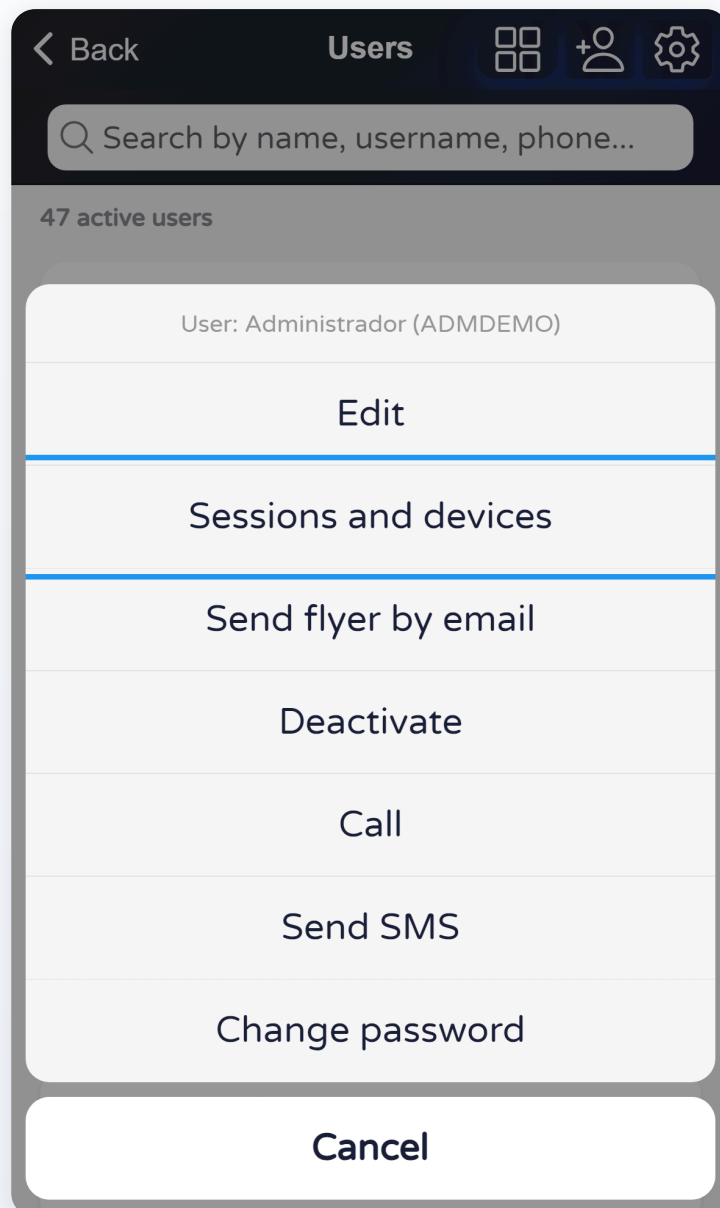 Back
Users
Search by name, username, phone...
47 active users
User: Administrador (ADMDEMO)
Edit
Sessions and devices
Send flyer by email
Deactivate
Call
Send SMS
Change password
Cancel